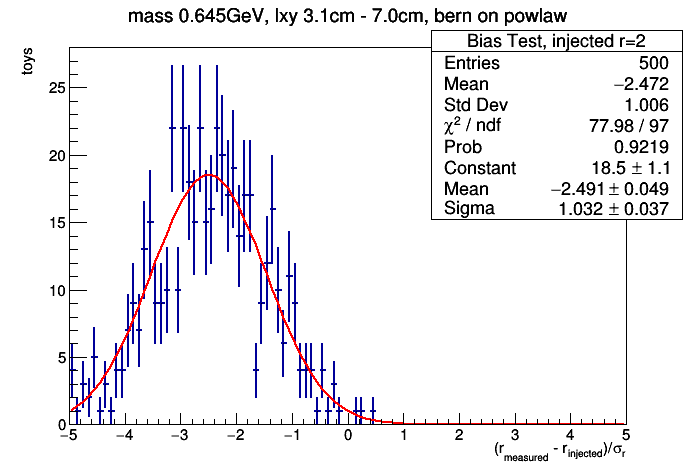 mass 0.645GeV, lxy 3.1cm - 7.0cm, bern on powlaw
toys
Bias Test, injected r=2
Entries 500
Mean −2.472
Std Dev 1.006
χ² / ndf 77.98 / 97
Prob 0.9219
Constant 18.5 ± 1.1
Mean −2.491 ± 0.049
Sigma 1.032 ± 0.037
25
20
15
10
5
0
−5 −4 −3 −2 −1 0 1 2 3 4 5
(r_measured - r_injected)/σ_r